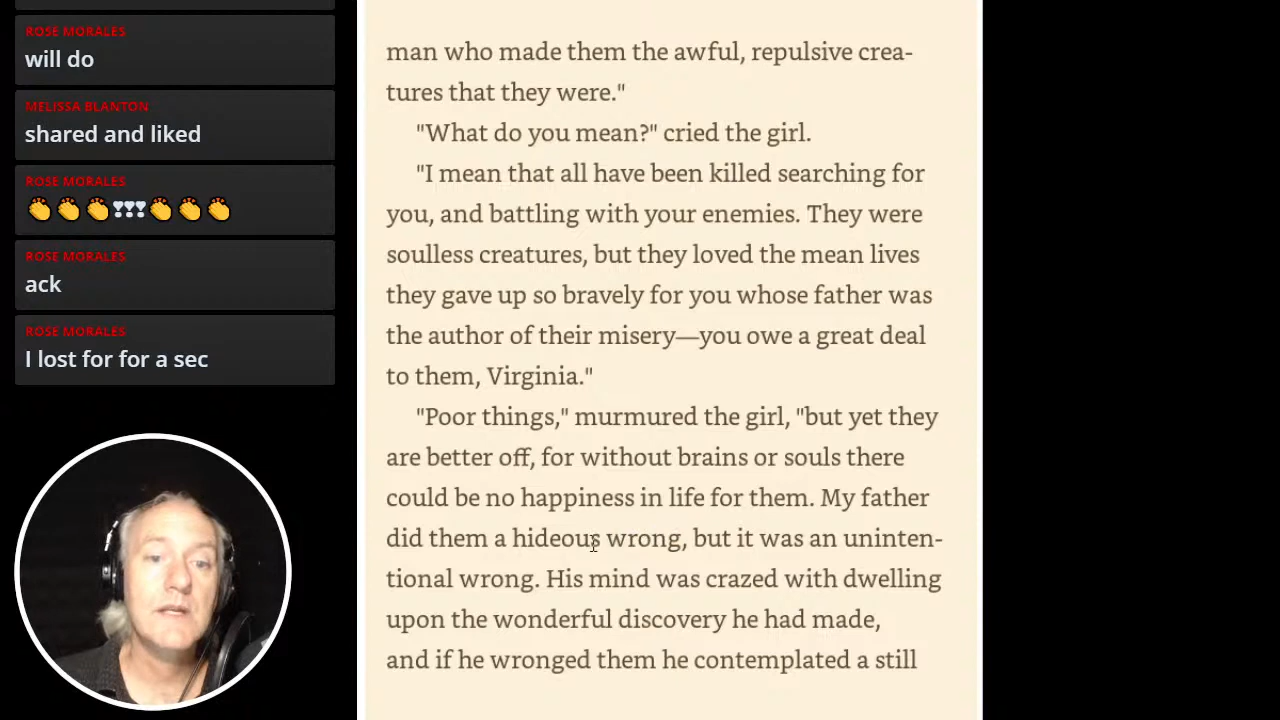 ROSE MORALES
will do
MELISSA BLANTON
shared and liked
ROSE MORALES
👏👏👏❣❣❣👏👏👏
ROSE MORALES
ack
ROSE MORALES
I lost for for a sec
man who made them the awful, repulsive crea-
tures that they were."
"What do you mean?" cried the girl.
"I mean that all have been killed searching for
you, and battling with your enemies. They were
soulless creatures, but they loved the mean lives
they gave up so bravely for you whose father was
the author of their misery—you owe a great deal
to them, Virginia."
"Poor things," murmured the girl, "but yet they
are better off, for without brains or souls there
could be no happiness in life for them. My father
did them a hideous wrong, but it was an uninten-
tional wrong. His mind was crazed with dwelling
upon the wonderful discovery he had made,
and if he wronged them he contemplated a still